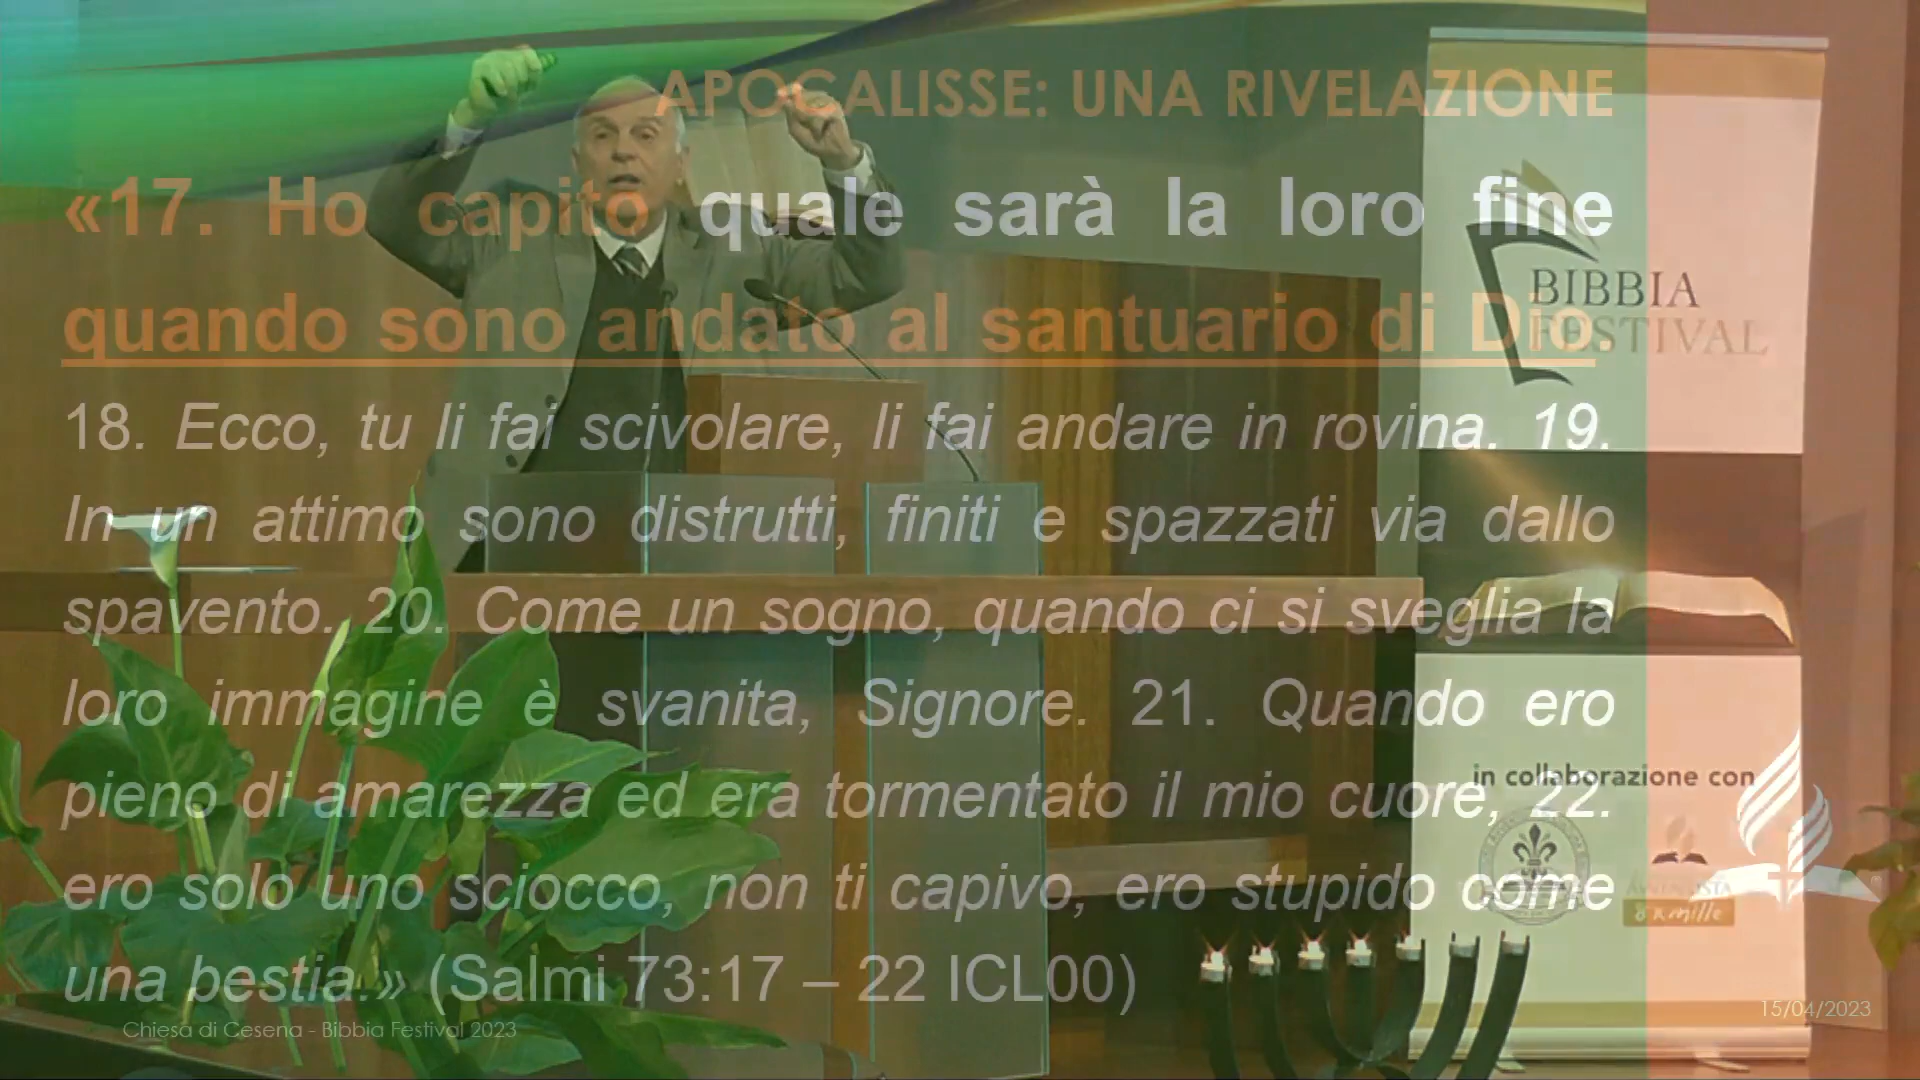 APOCALISSE: UNA RIVELAZIONE
«17. Ho capito quale sarà la loro fine
quando sono andato al santuario di Dio.
18. Ecco, tu li fai scivolare, li fai andare in rovina. 19.
In un attimo sono distrutti, finiti e spazzati via dallo
spavento. 20. Come un sogno, quando ci si sveglia la
loro immagine è svanita, Signore. 21. Quando ero
pieno di amarezza ed era tormentato il mio cuore, 22.
ero solo uno sciocco, non ti capivo, ero stupido come
una bestia.» (Salmi 73:17 – 22 ICL00)
Chiesa di Cesena - Bibbia Festival 2023
15/04/2023
BIBBIA
FESTIVAL
in collaborazione con
AVVENTISTA
8xmille